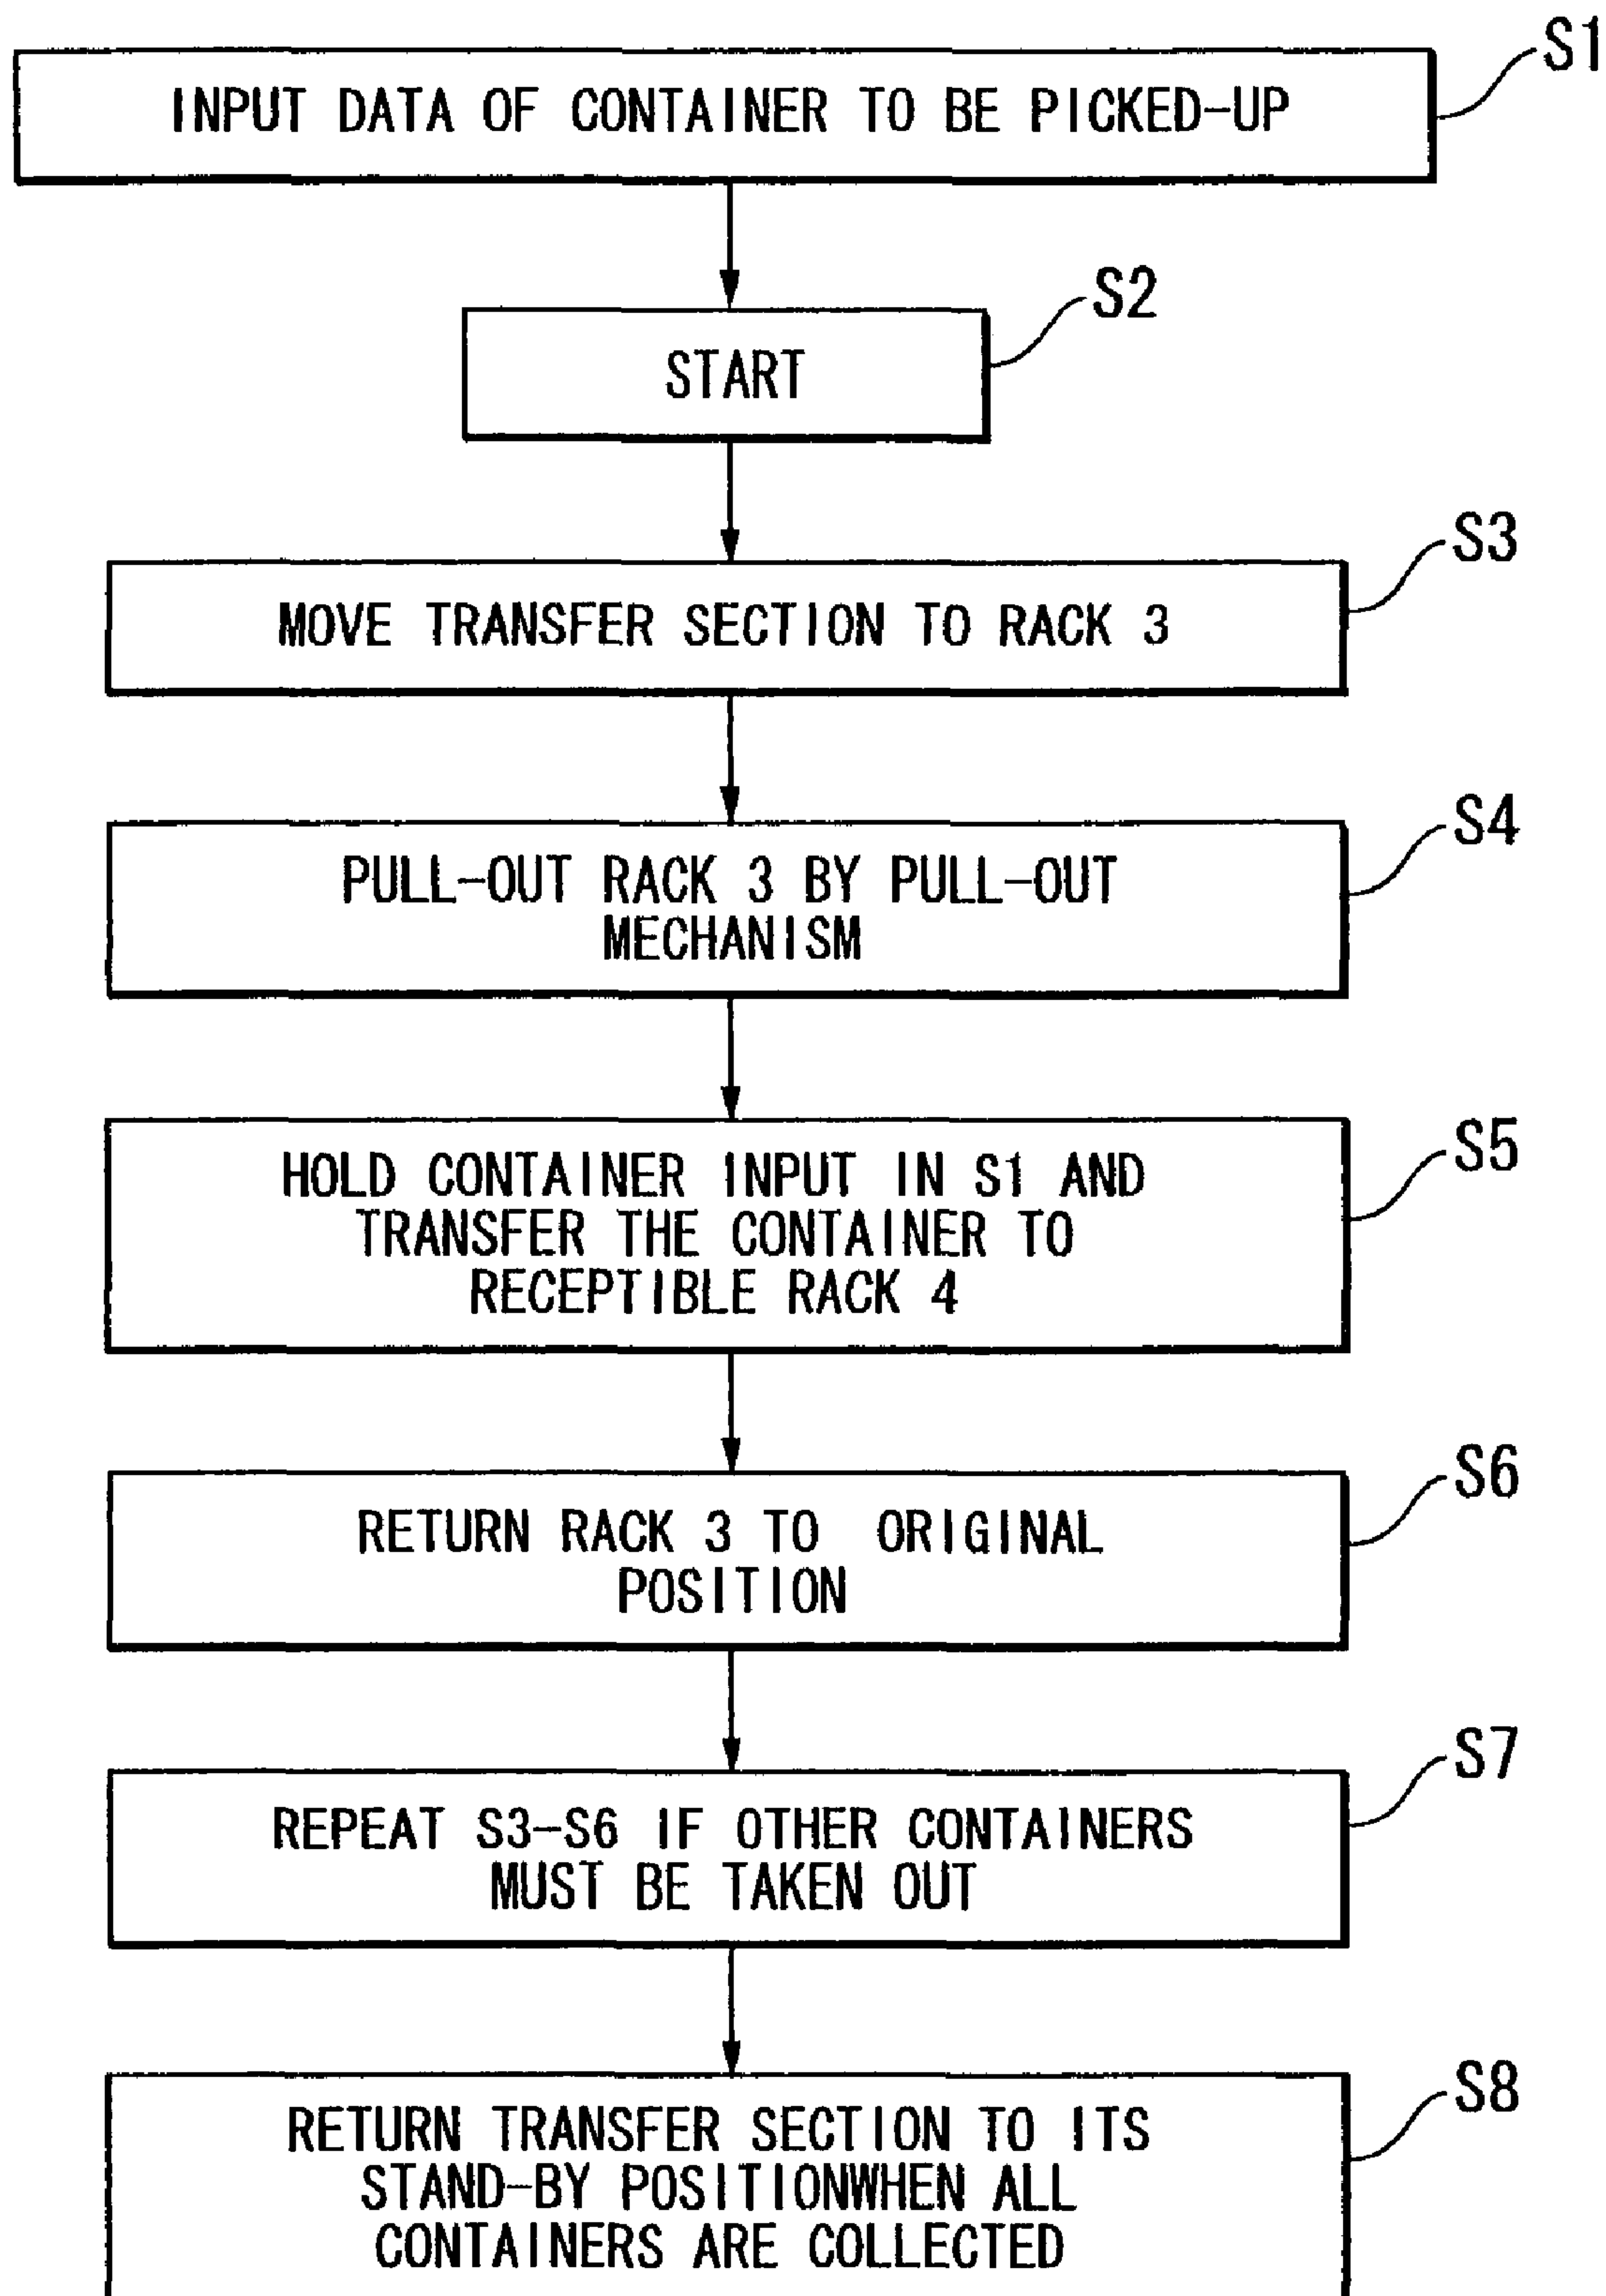 S1
INPUT DATA OF CONTAINER TO BE PICKED-UP
S2
START
S3
MOVE TRANSFER SECTION TO RACK 3
S4
PULL-OUT RACK 3 BY PULL-OUT
MECHANISM
S5
HOLD CONTAINER INPUT IN S1 AND
TRANSFER THE CONTAINER TO
RECEPTIBLE RACK 4
S6
RETURN RACK 3 TO ORIGINAL
POSITION
S7
REPEAT S3-S6 IF OTHER CONTAINERS
MUST BE TAKEN OUT
S8
RETURN TRANSFER SECTION TO ITS
STAND-BY POSITIONWHEN ALL
CONTAINERS ARE COLLECTED